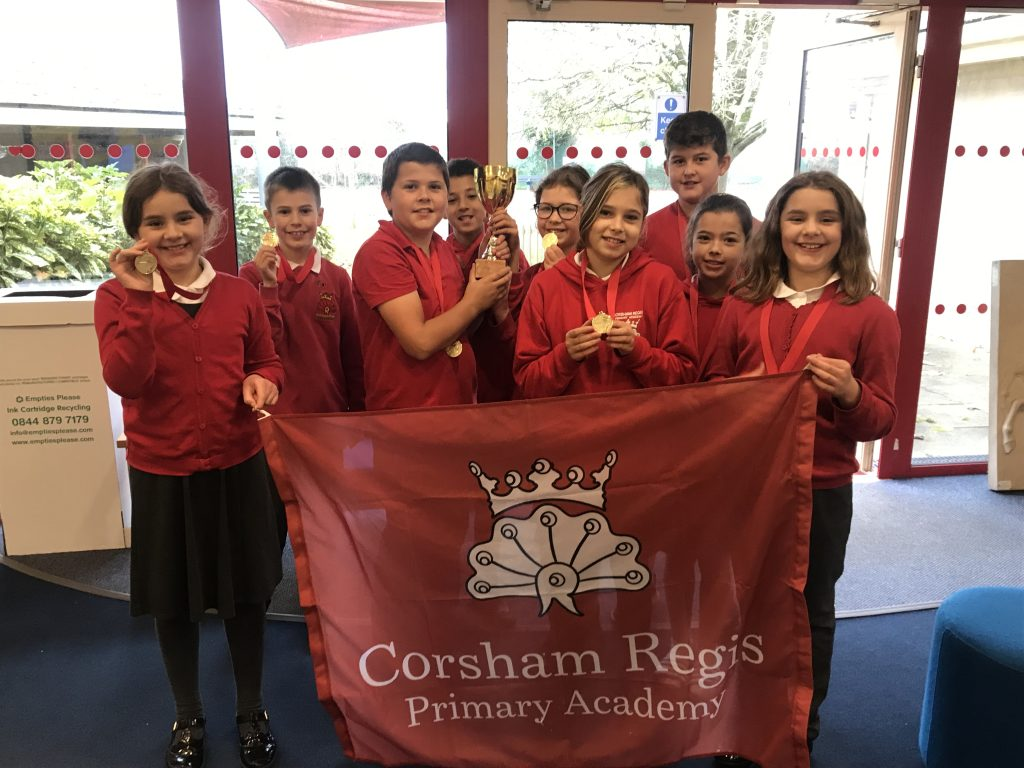 Empties Please
Ink Cartridge Recycling
0844 879 7179
info@emptiesplease.com
www.emptiesplease.com
Corsham Regis
Primary Academy